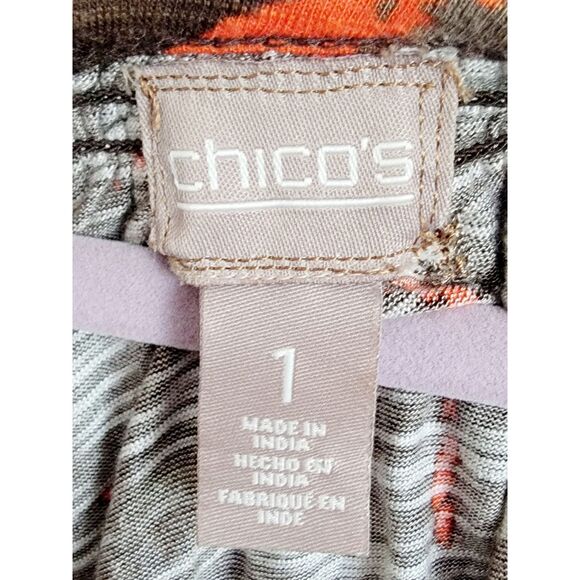 chico's
1
MADE IN
INDIA
HECHO EN
INDIA
FABRIQUÉ EN
INDE